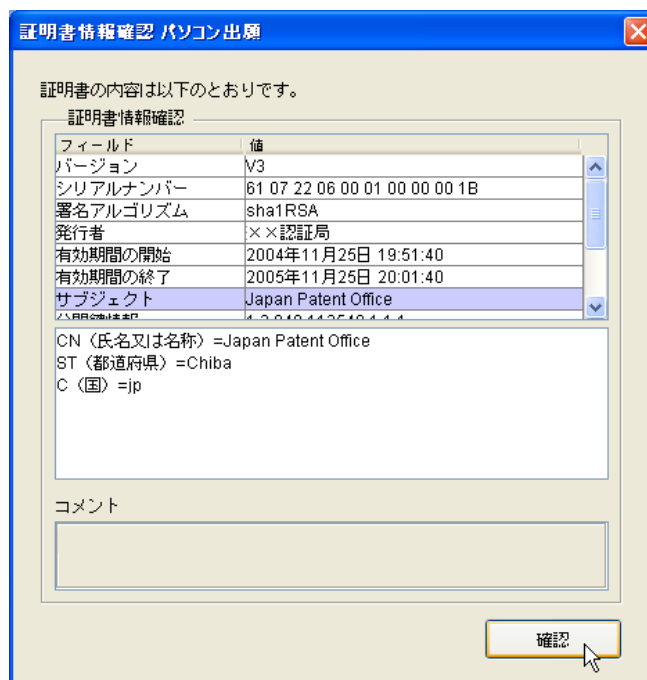 証明書情報確認 パソコン出願
証明書の内容は以下のとおりです。
証明書情報確認
フィールド 値
バージョン V3
シリアルナンバー 61 07 22 06 00 01 00 00 00 1B
署名アルゴリズム sha1RSA
発行者 ××認証局
有効期間の開始 2004年11月25日 19:51:40
有効期間の終了 2005年11月25日 20:01:40
サブジェクト Japan Patent Office
CN（氏名又は名称）=Japan Patent Office
ST（都道府県）=Chiba
C（国）=jp
コメント
確認